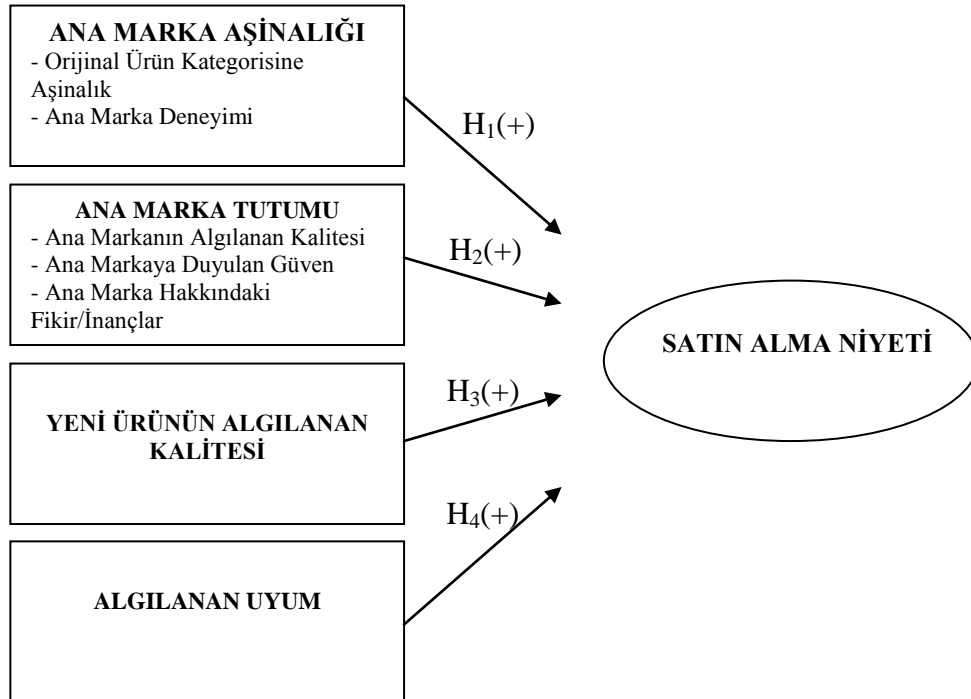 ANA MARKA AŞİNALIĞI
- Orijinal Ürün Kategorisine
Aşinalık
- Ana Marka Deneyimi
H₁(+)
ANA MARKA TUTUMU
- Ana Markanın Algılanan Kalitesi
- Ana Markaya Duyulan Güven
- Ana Marka Hakkındaki
Fikir/İnançlar
H₂(+)
SATIN ALMA NİYETİ
YENİ ÜRÜNÜN ALGILANAN
KALİTESİ
H₃(+)
ALGILANAN UYUM
H₄(+)